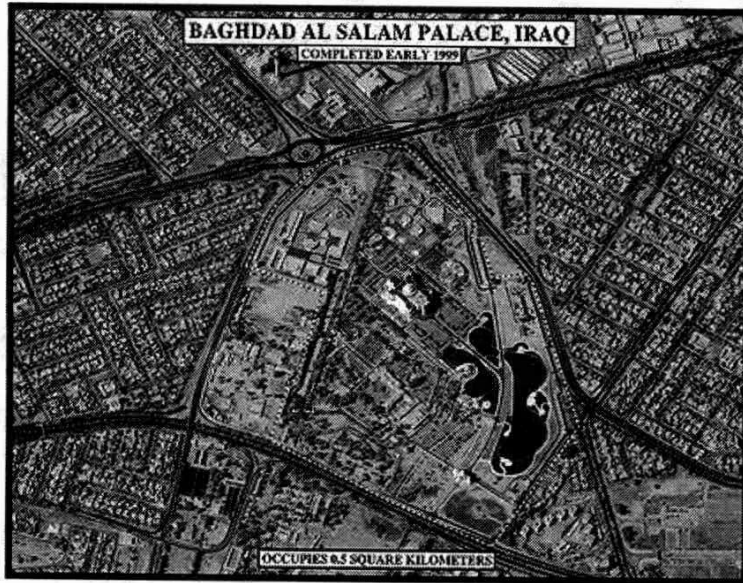 BAGHDAD AL SALAM PALACE, IRAQ
COMPLETED EARLY 1999
OCCUPIES 0.5 SQUARE KILOMETERS